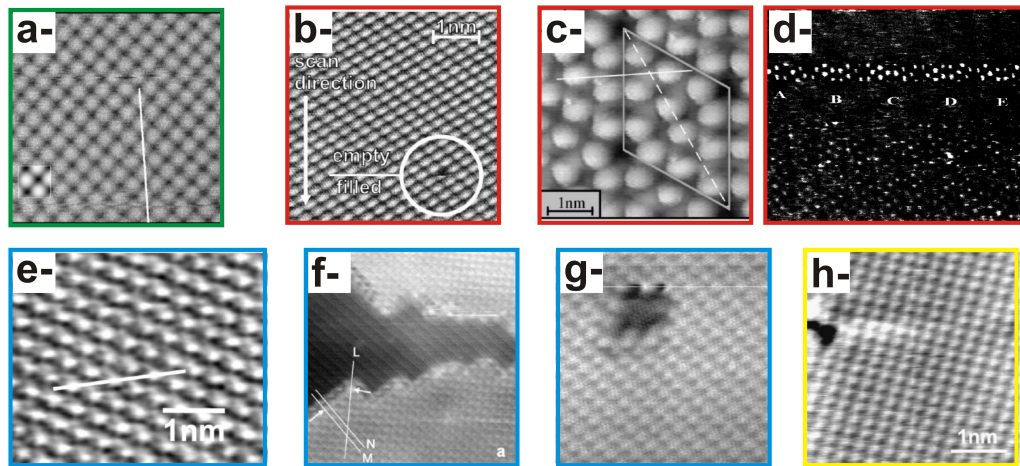 a-
b-
1nm
scan
direction
empty
filled
c-
1nm
d-
A
B
C
D
E
e-
1nm
f-
L
N
M
a
g-
h-
1nm